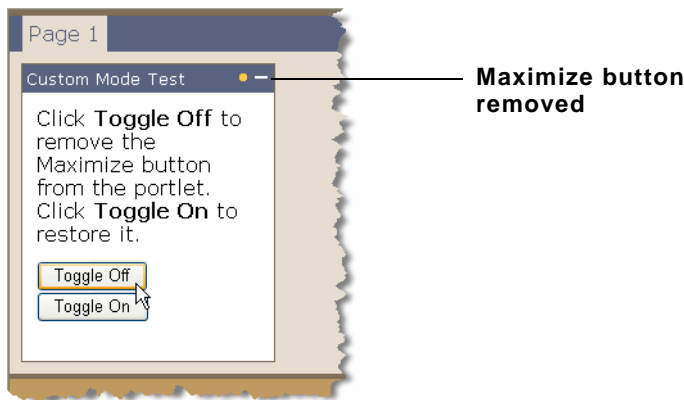 Page 1
Custom Mode Test
Maximize button
removed
Click Toggle Off to
remove the
Maximize button
from the portlet.
Click Toggle On to
restore it.
Toggle Off
Toggle On